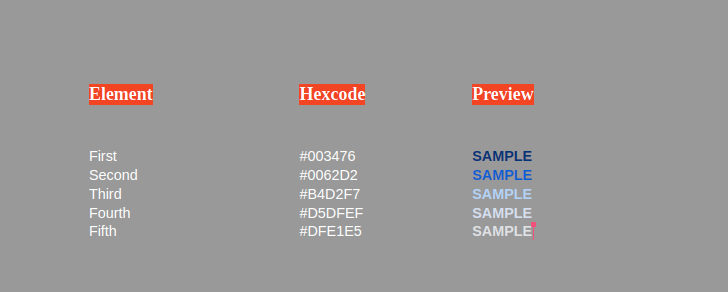 Element Hexcode Preview
First #003476 SAMPLE
Second #0062D2 SAMPLE
Third #B4D2F7 SAMPLE
Fourth #D5DFEF SAMPLE
Fifth #DFE1E5 SAMPLE